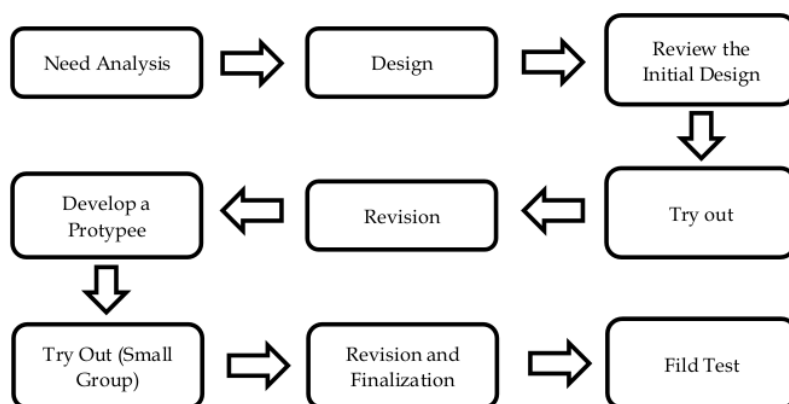 Need Analysis
Design
Review the
Initial Design
Try out
Revision
Develop a
Protypee
Try Out (Small
Group)
Revision and
Finalization
Fild Test